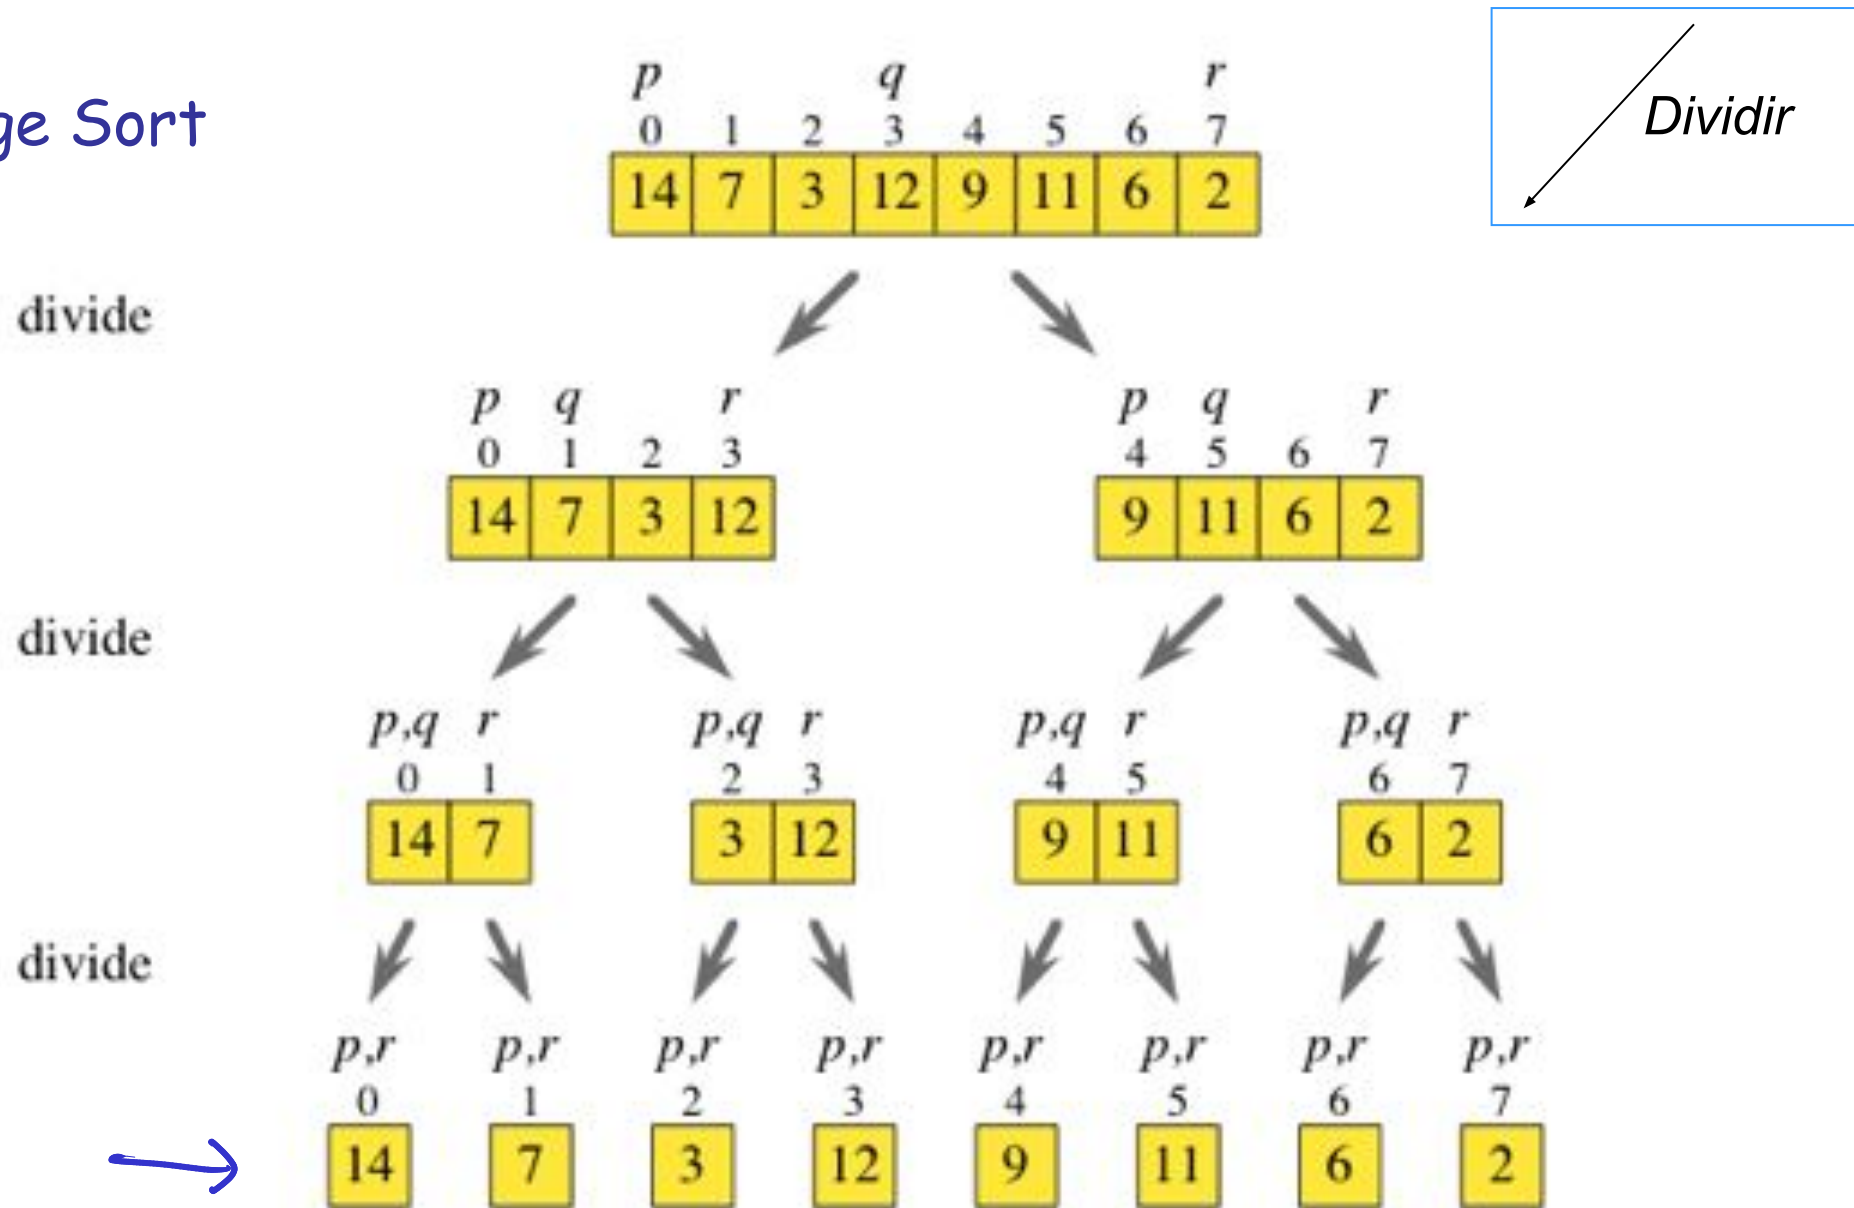 ge Sort
Dividir
p q r
0 1 2 3 4 5 6 7
14 7 3 12 9 11 6 2
divide
p q r p q r
0 1 2 3 4 5 6 7
14 7 3 12 9 11 6 2
divide
p,q r p,q r p,q r p,q r
0 1 2 3 4 5 6 7
14 7 3 12 9 11 6 2
divide
p,r p,r p,r p,r p,r p,r p,r p,r
0 1 2 3 4 5 6 7
14 7 3 12 9 11 6 2